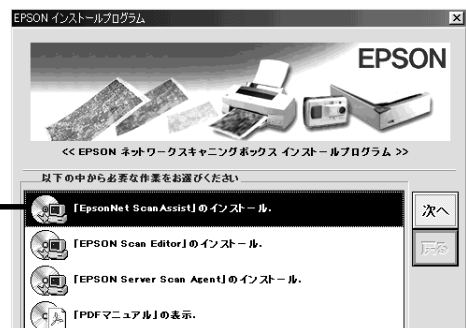 EPSON インストールプログラム
EPSON
<< EPSON ネットワークスキャニングボックス インストールプログラム >>
以下の中から必要な作業をお選びください
「EpsonNet ScanAssist」のインストール.
次へ
「EPSON Scan Editor」のインストール.
戻る
「EPSON Server Scan Agent」のインストール.
「PDFマニュアル」の表示.